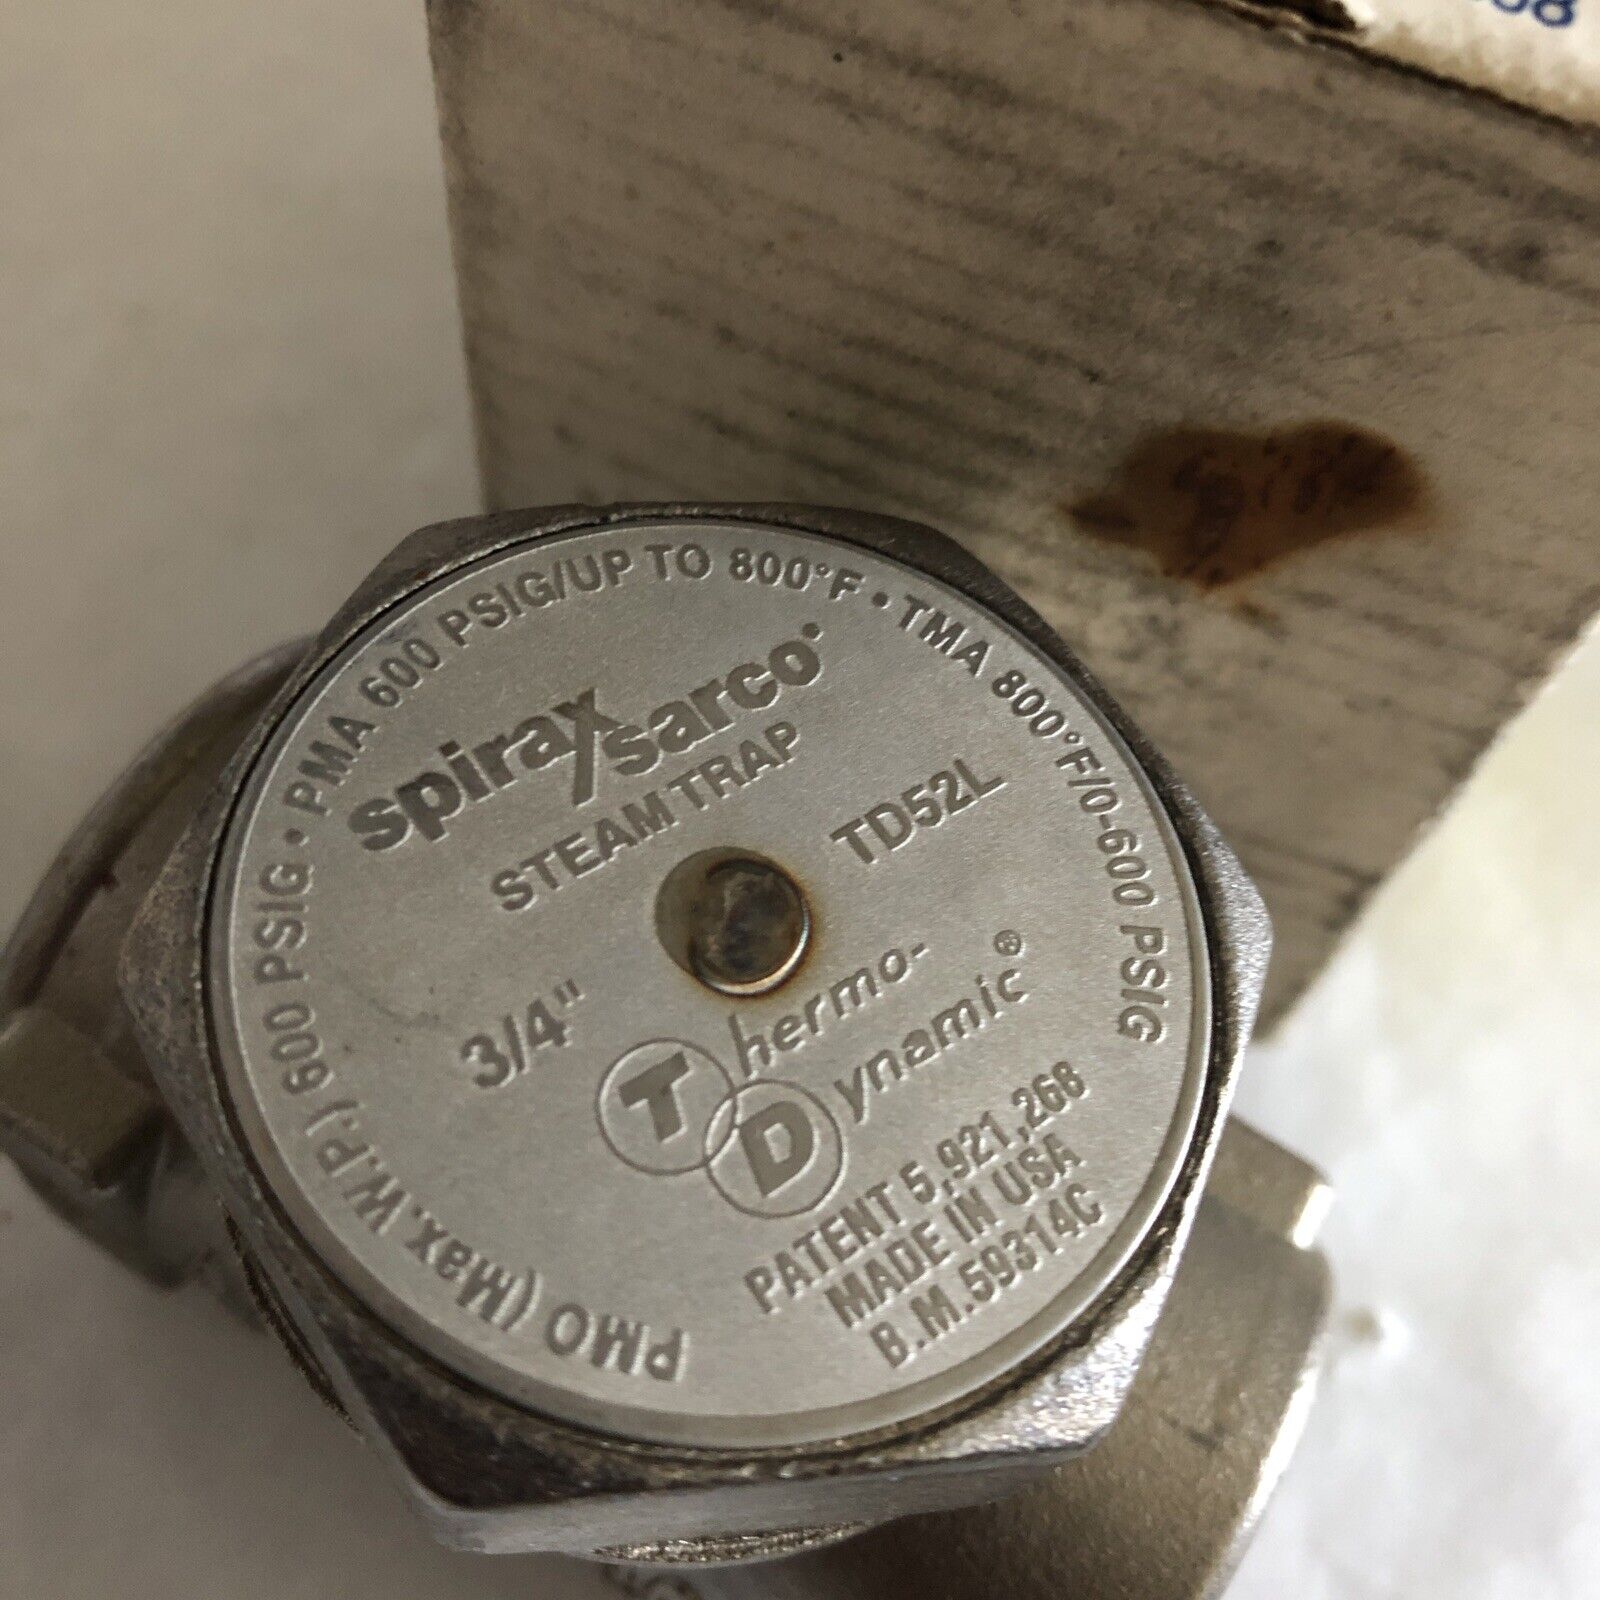 PMO (Max.W.P.) 600 PSIG • PMA 600 PSIG/UP TO 800°F • TMA 800°F/0-600 PSIG
spirax/sarco
STEAM TRAP
TD52L
3/4"
Thermo-
Dynamic®
PATENT 5,921,268
MADE IN USA
B.M.59314C